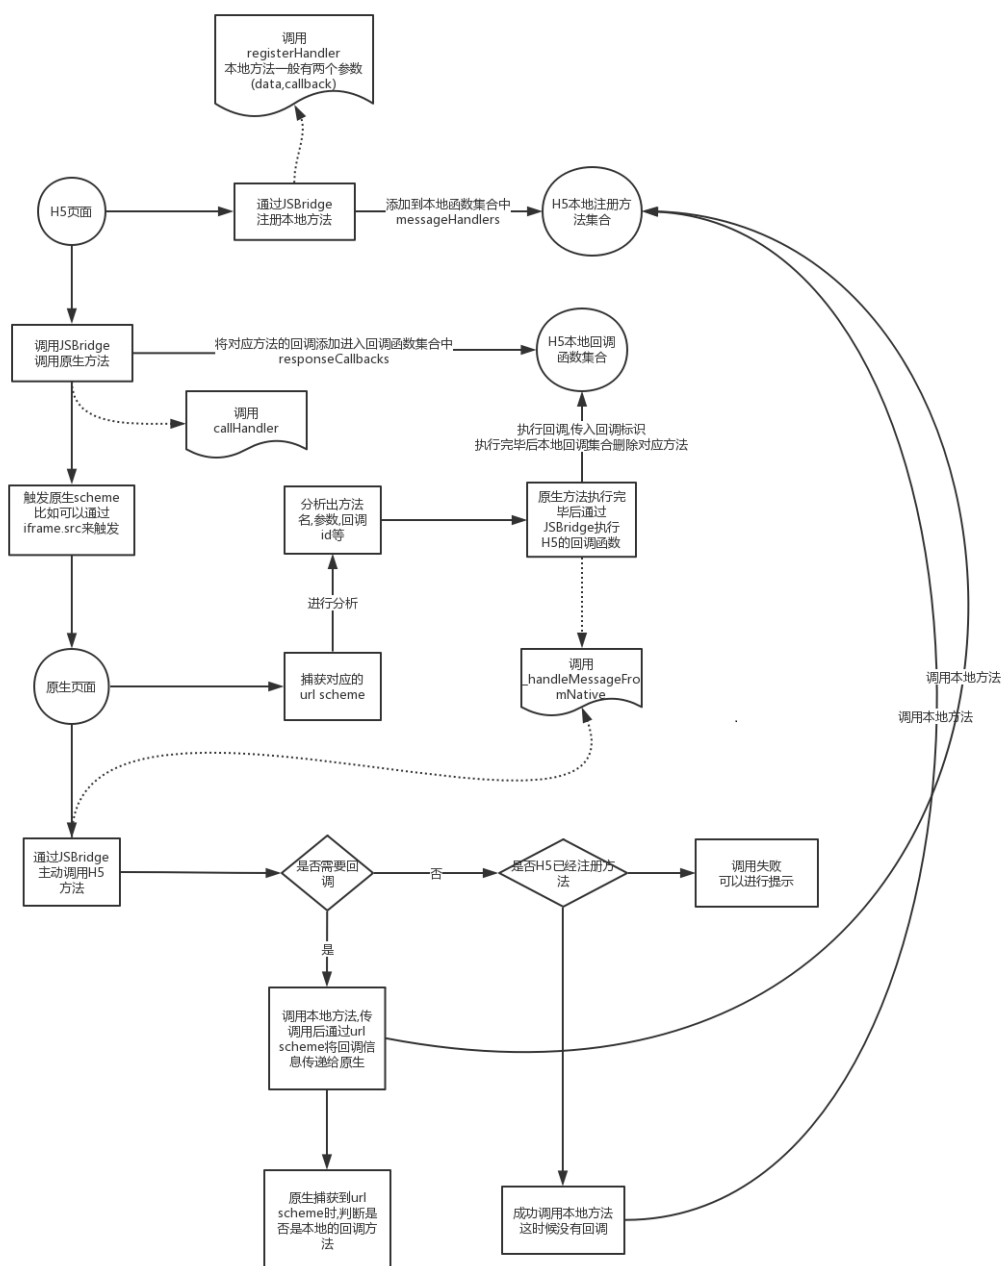 调用
registerHandler
本地方法一般有两个参数
(data,callback)
H5页面
通过JSBridge
注册本地方法
添加到本地函数集合中
messageHandlers
H5本地注册方
法集合
调用JSBridge
调用原生方法
将对应方法的回调添加进入回调函数集合中
responseCallbacks
H5本地回调
函数集合
调用
callHandler
执行回调,传入回调标识
执行完毕后本地回调集合删除对应方法
触发原生scheme
比如可以通过
iframe.src来触发
分析出方法
名,参数,回调
id等
原生方法执行完
毕后通过
JSBridge执行
H5的回调函数
进行分析
原生页面
捕获对应的
url scheme
调用
_handleMessageFro
mNative
调用本地方法
调用本地方法
通过JSBridge
主动调用H5
方法
是否需要回
调
否
是否H5已经注册方
法
调用失败
可以进行提示
是
调用本地方法,传
调用后通过url
scheme将回调信
息传递给原生
原生捕获到url
scheme时,判断是
否是本地的回调方
法
成功调用本地方法
这时候没有回调